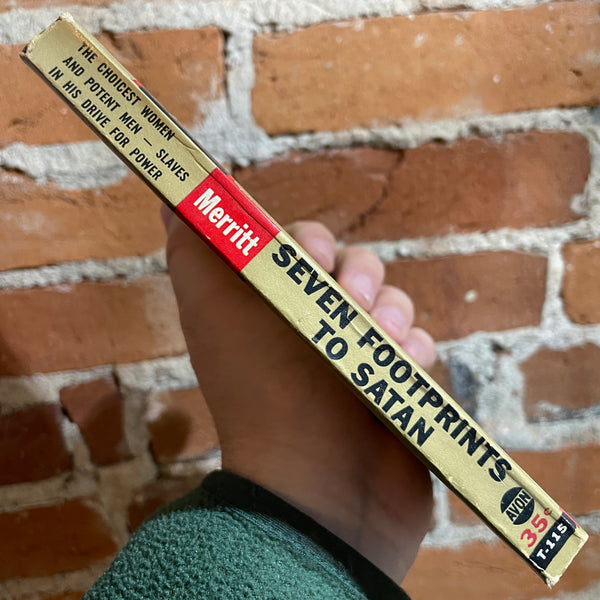 THE CHOICEST WOMEN
AND POTENT MEN — SLAVES
IN HIS DRIVE FOR POWER
Merritt
SEVEN FOOTPRINTS
TO SATAN
AVON
35¢
T-115